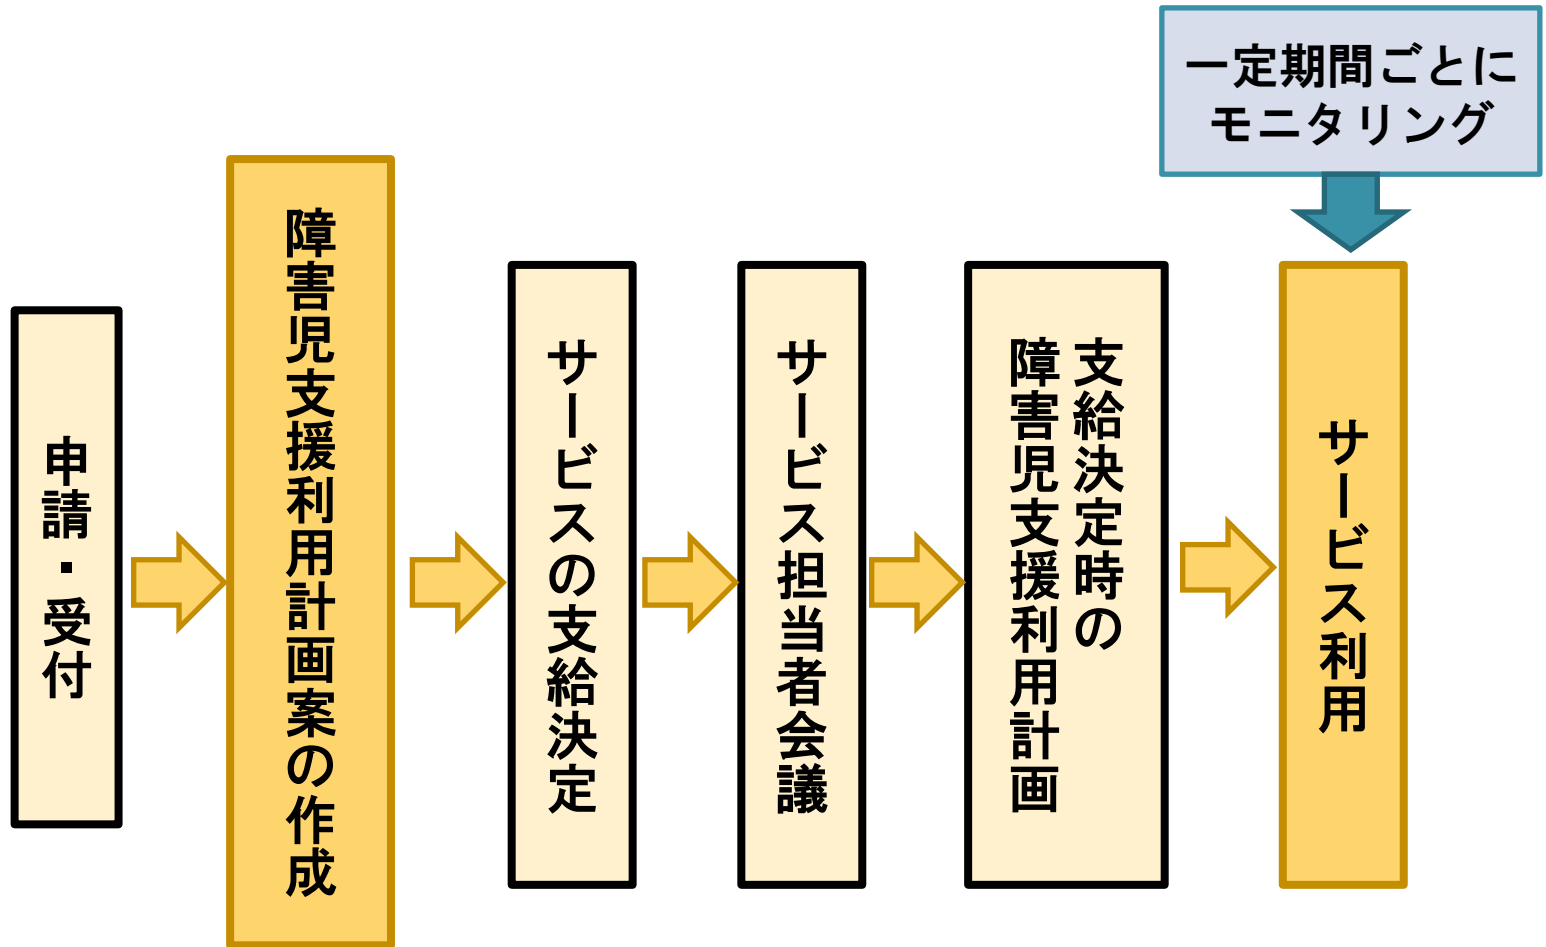 一定期間ごとに
モニタリング
申請・受付
障害児支援利用計画案の作成
サービスの支給決定
サービス担当者会議
支給決定時の
障害児支援利用計画
サービス利用